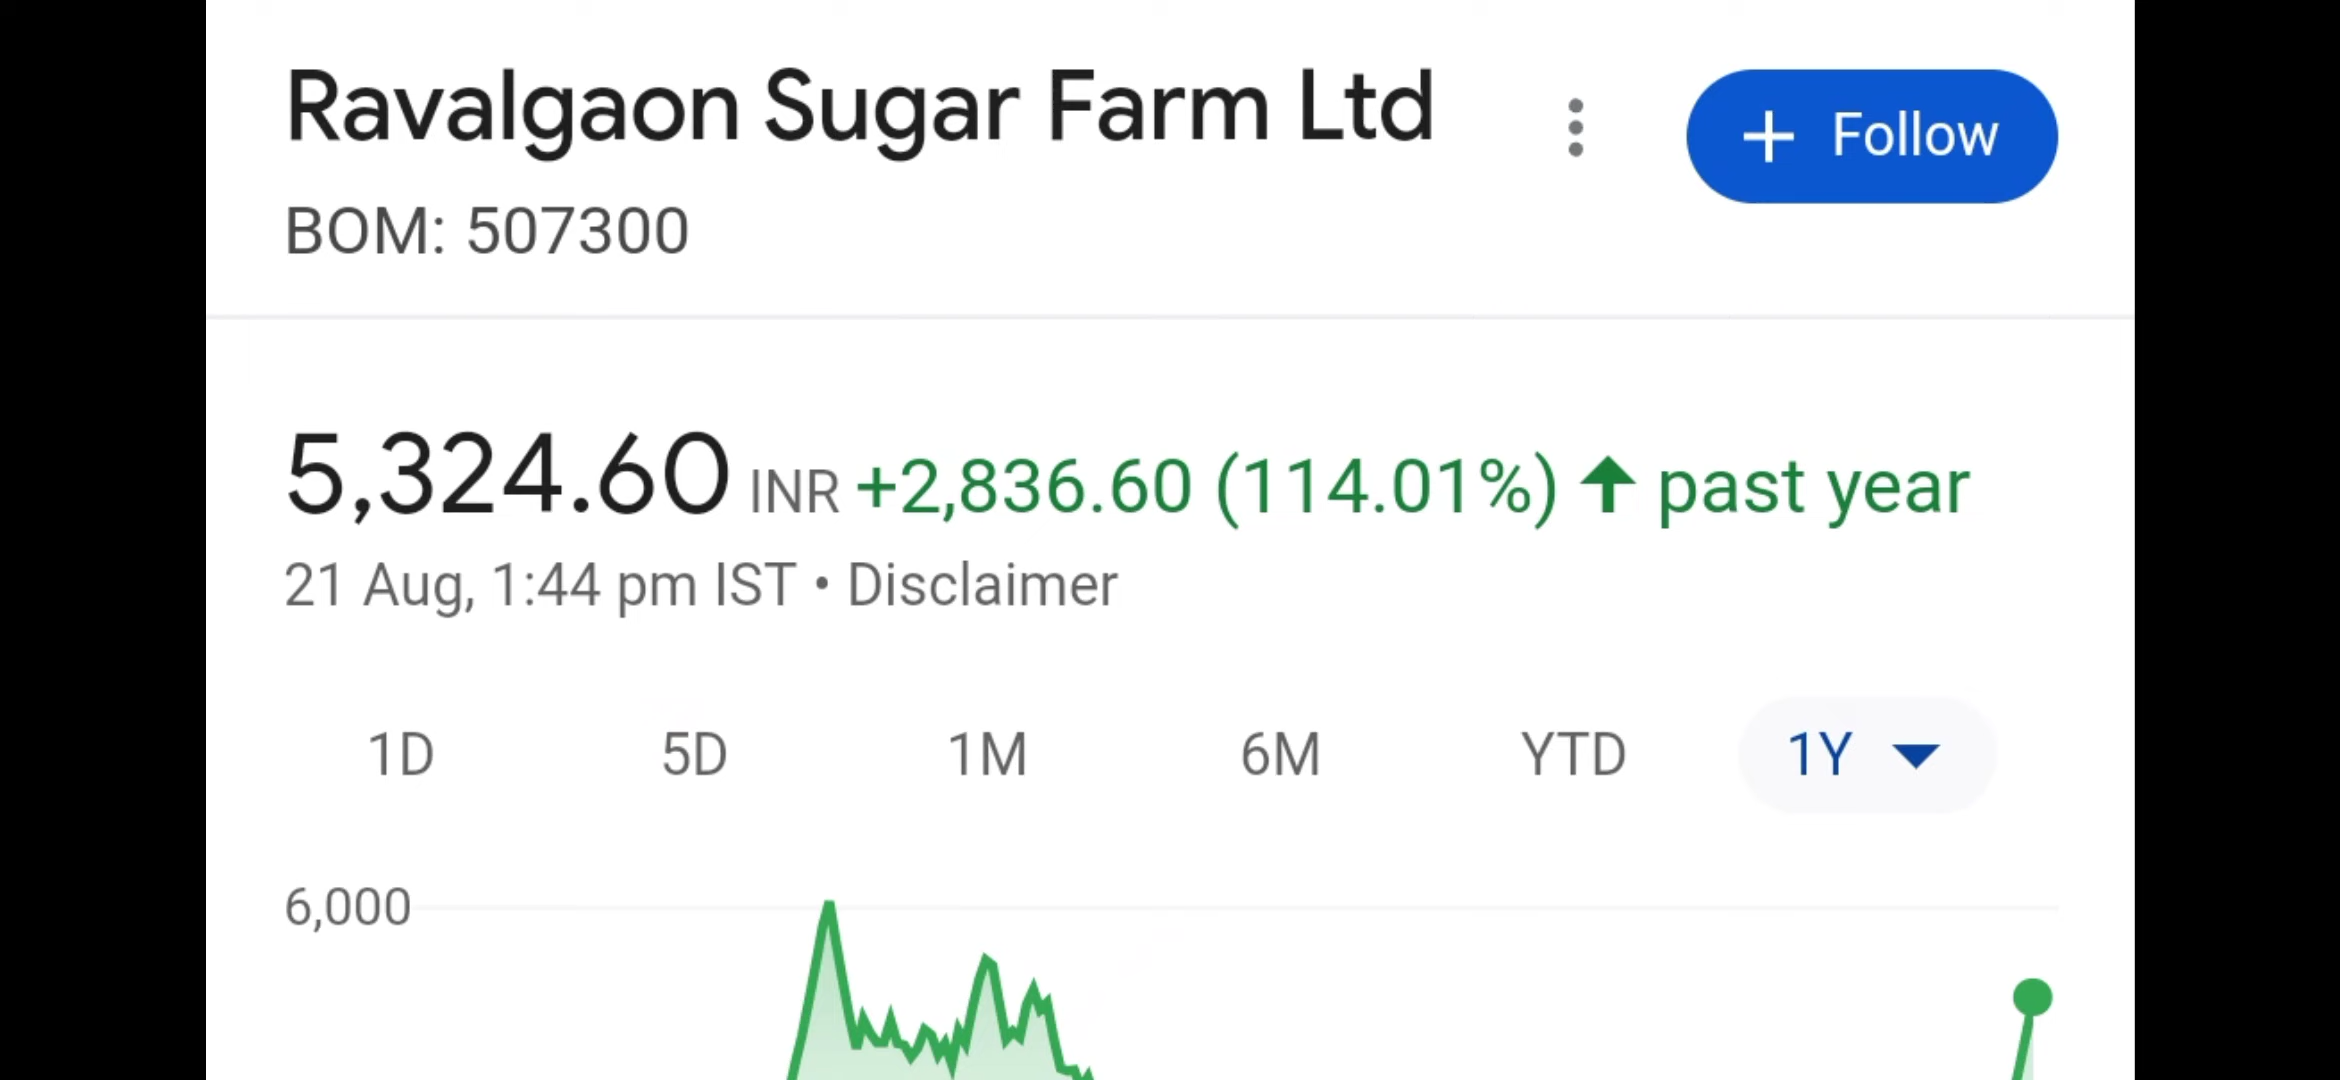 Ravalgaon Sugar Farm Ltd
+ Follow
BOM: 507300
5,324.60 INR +2,836.60 (114.01%) ↑ past year
21 Aug, 1:44 pm IST • Disclaimer
1D 5D 1M 6M YTD 1Y
6,000